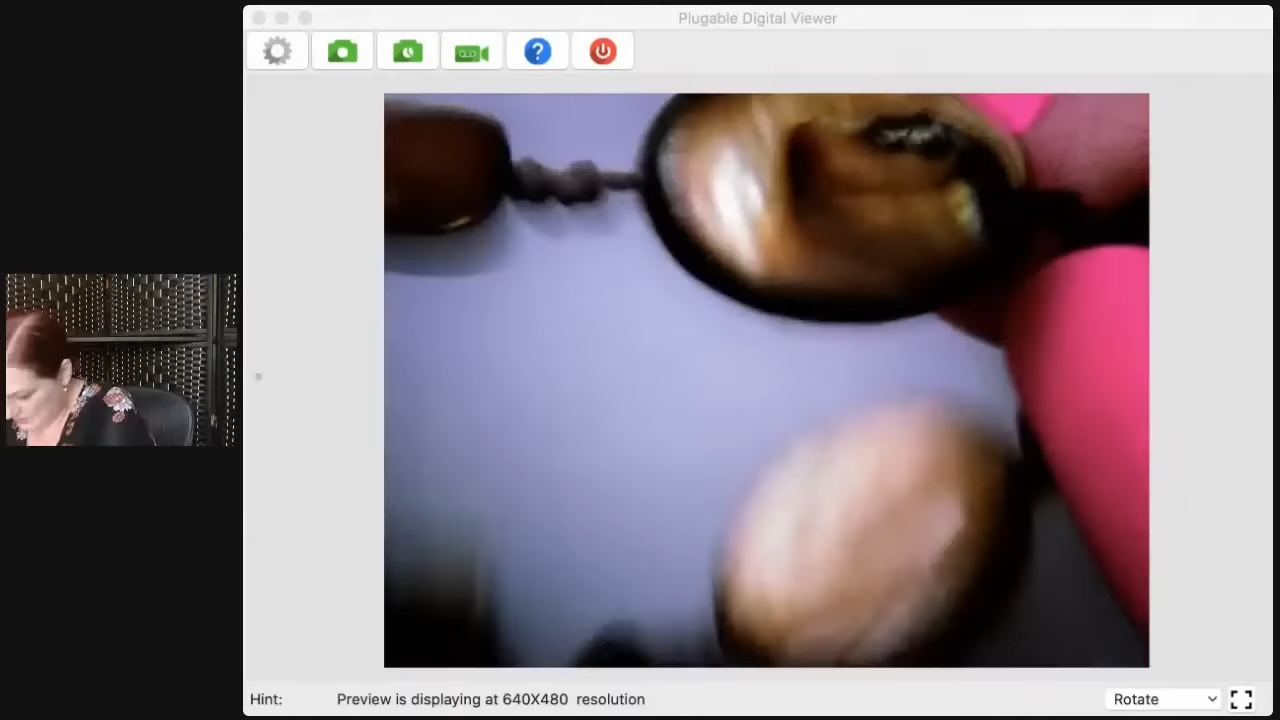 Plugable Digital Viewer
Hint: Preview is displaying at 640X480 resolution
Rotate